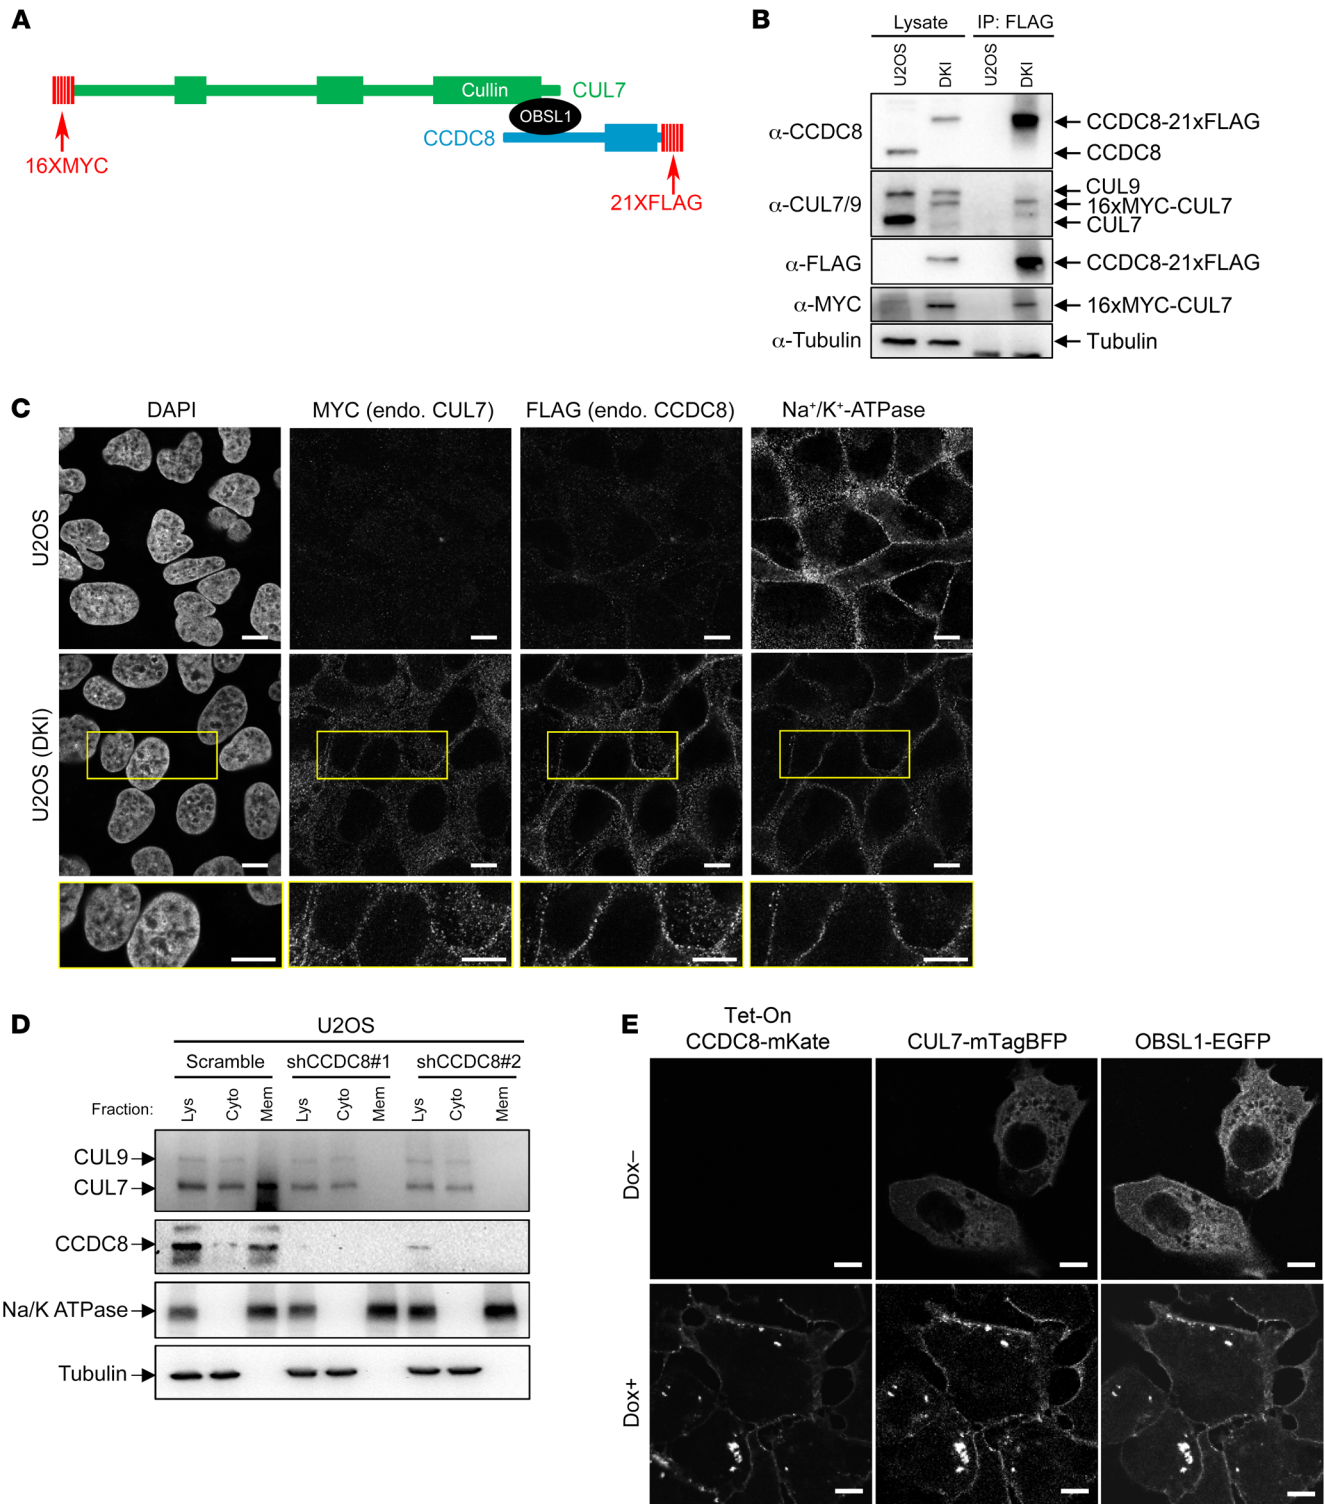 A
Cullin
CUL7
OBSL1
CCDC8
16XMYC
21XFLAG
B
Lysate
IP: FLAG
U2OS
DKI
U2OS
DKI
α-CCDC8
CCDC8-21xFLAG
CCDC8
α-CUL7/9
CUL9
16xMYC-CUL7
CUL7
α-FLAG
CCDC8-21xFLAG
α-MYC
16xMYC-CUL7
α-Tubulin
Tubulin
C
DAPI
MYC (endo. CUL7)
FLAG (endo. CCDC8)
Na⁺/K⁺-ATPase
U2OS
U2OS (DKI)
D
U2OS
Scramble
shCCDC8#1
shCCDC8#2
Fraction:
Lys
Cyto
Mem
Lys
Cyto
Mem
Lys
Cyto
Mem
CUL9
CUL7
CCDC8
Na/K ATPase
Tubulin
E
Tet-On
CCDC8-mKate
CUL7-mTagBFP
OBSL1-EGFP
Dox–
Dox+